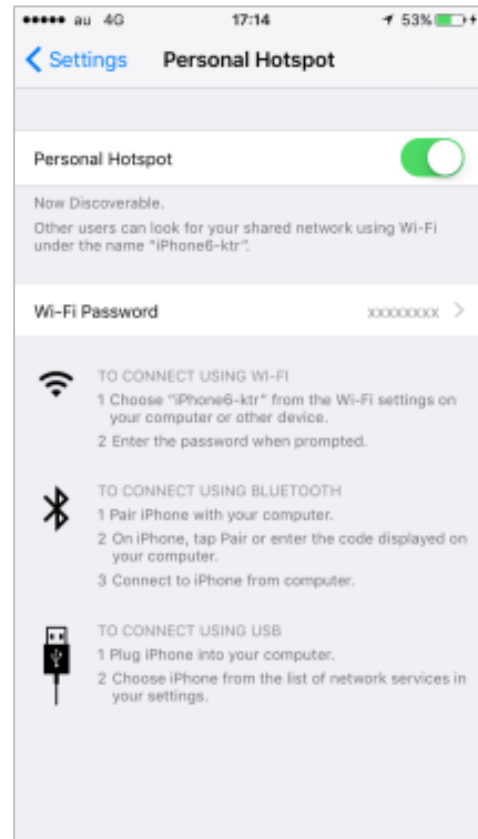 au 4G 17:14 53%
Settings Personal Hotspot
Personal Hotspot
Now Discoverable.
Other users can look for your shared network using Wi-Fi
under the name "iPhone6-ktr".
Wi-Fi Password xxxxxxxx
TO CONNECT USING WI-FI
1 Choose "iPhone6-ktr" from the Wi-Fi settings on
your computer or other device.
2 Enter the password when prompted.
TO CONNECT USING BLUETOOTH
1 Pair iPhone with your computer.
2 On iPhone, tap Pair or enter the code displayed on
your computer.
3 Connect to iPhone from computer.
TO CONNECT USING USB
1 Plug iPhone into your computer.
2 Choose iPhone from the list of network services in
your settings.